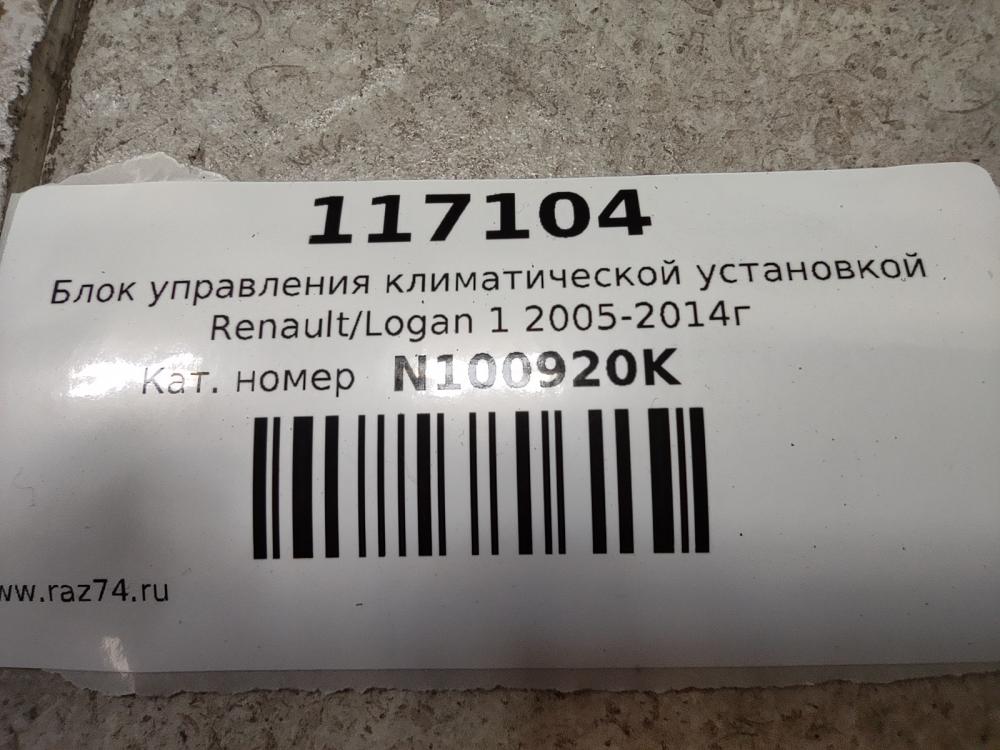 117104
Блок управления климатической установкой
Renault/Logan 1 2005-2014г
Кат. номер N100920K
ww.raz74.ru